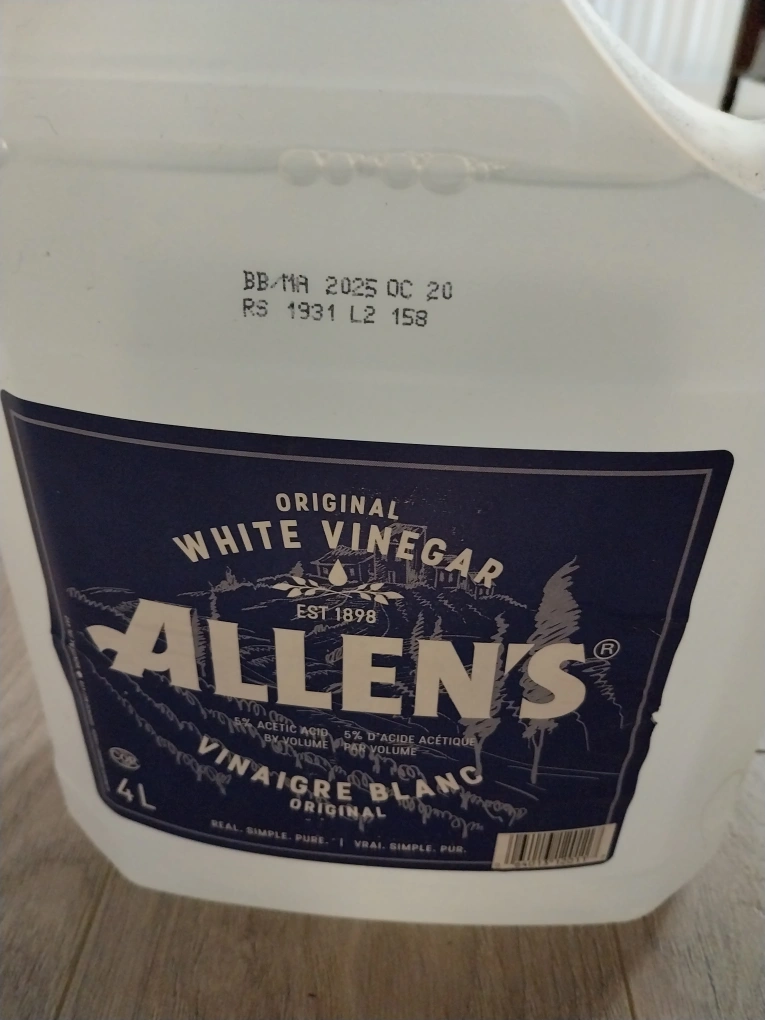 BB/MA 2025 OC 20
RS 1931 L2 158
ORIGINAL
WHITE VINEGAR
EST 1898
ALLEN'S®
5% ACETIC ACID 5% D'ACIDE ACÉTIQUE
BY VOLUME PAR VOLUME
VINAIGRE BLANC
ORIGINAL
4 L
REAL. SIMPLE. PURE. | VRAI. SIMPLE. PUR.